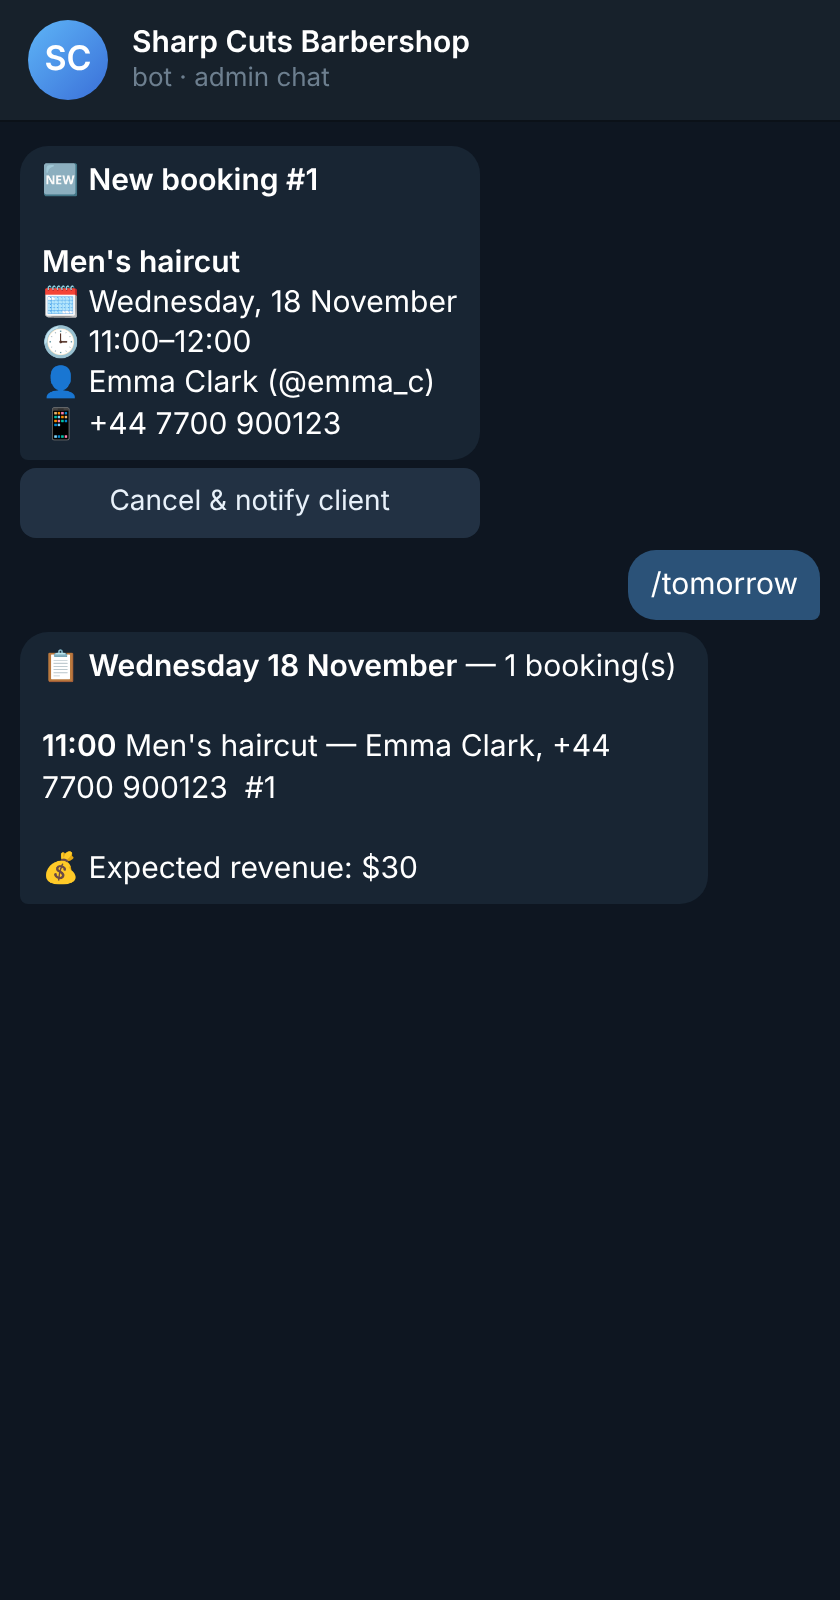 SC
Sharp Cuts Barbershop
bot · admin chat
🆕 New booking #1
Men's haircut
🗓️ Wednesday, 18 November
🕒 11:00–12:00
👤 Emma Clark (@emma_c)
📱 +44 7700 900123
Cancel & notify client
/tomorrow
📋 Wednesday 18 November — 1 booking(s)
11:00 Men's haircut — Emma Clark, +44
7700 900123 #1
💰 Expected revenue: $30